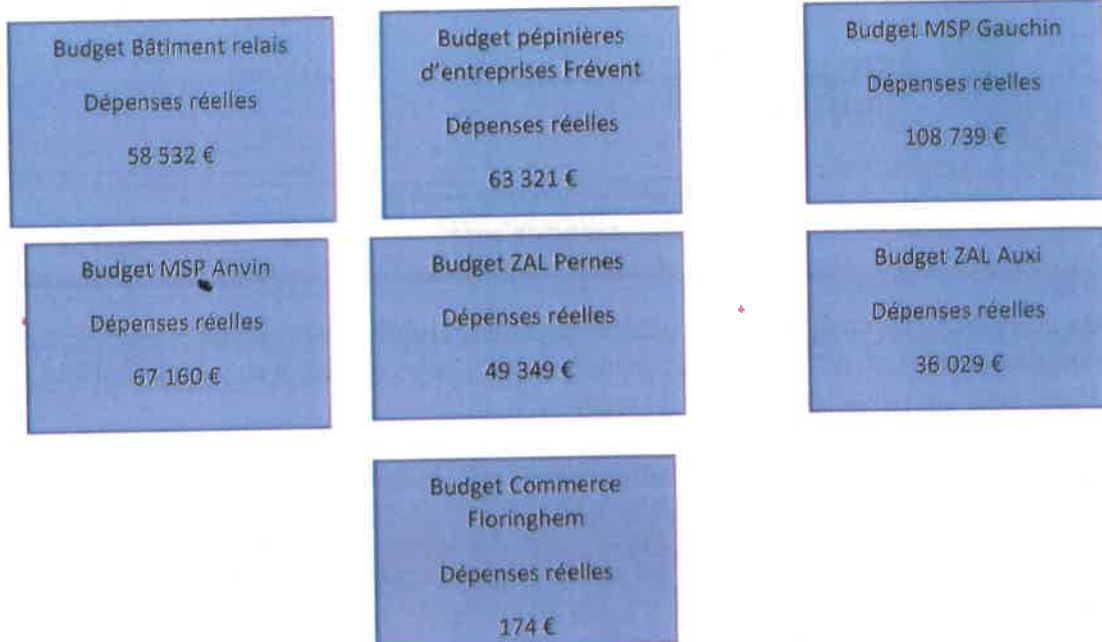 Budget Bâtiment relais
Dépenses réelles
58 532 €
Budget pépinières
d'entreprises Frévent
Dépenses réelles
63 321 €
Budget MSP Gauchin
Dépenses réelles
108 739 €
Budget MSP Anvin
Dépenses réelles
67 160 €
Budget ZAL Pernes
Dépenses réelles
49 349 €
Budget ZAL Auxi
Dépenses réelles
36 029 €
Budget Commerce
Floringhem
Dépenses réelles
174 €